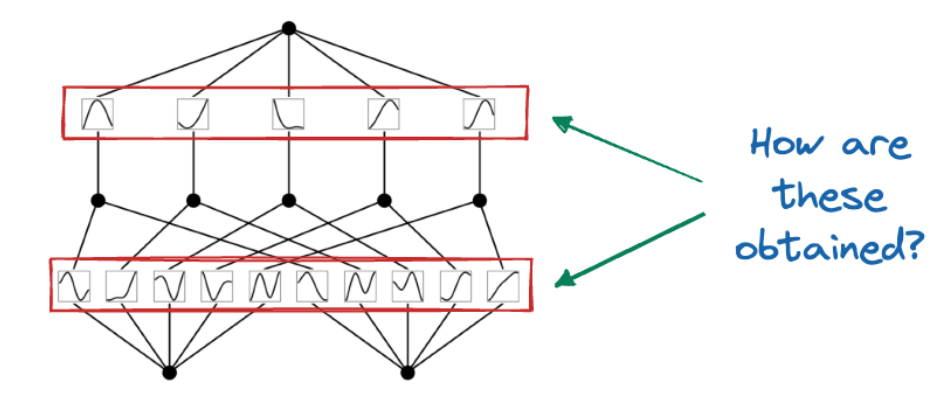 How are
these
obtained?